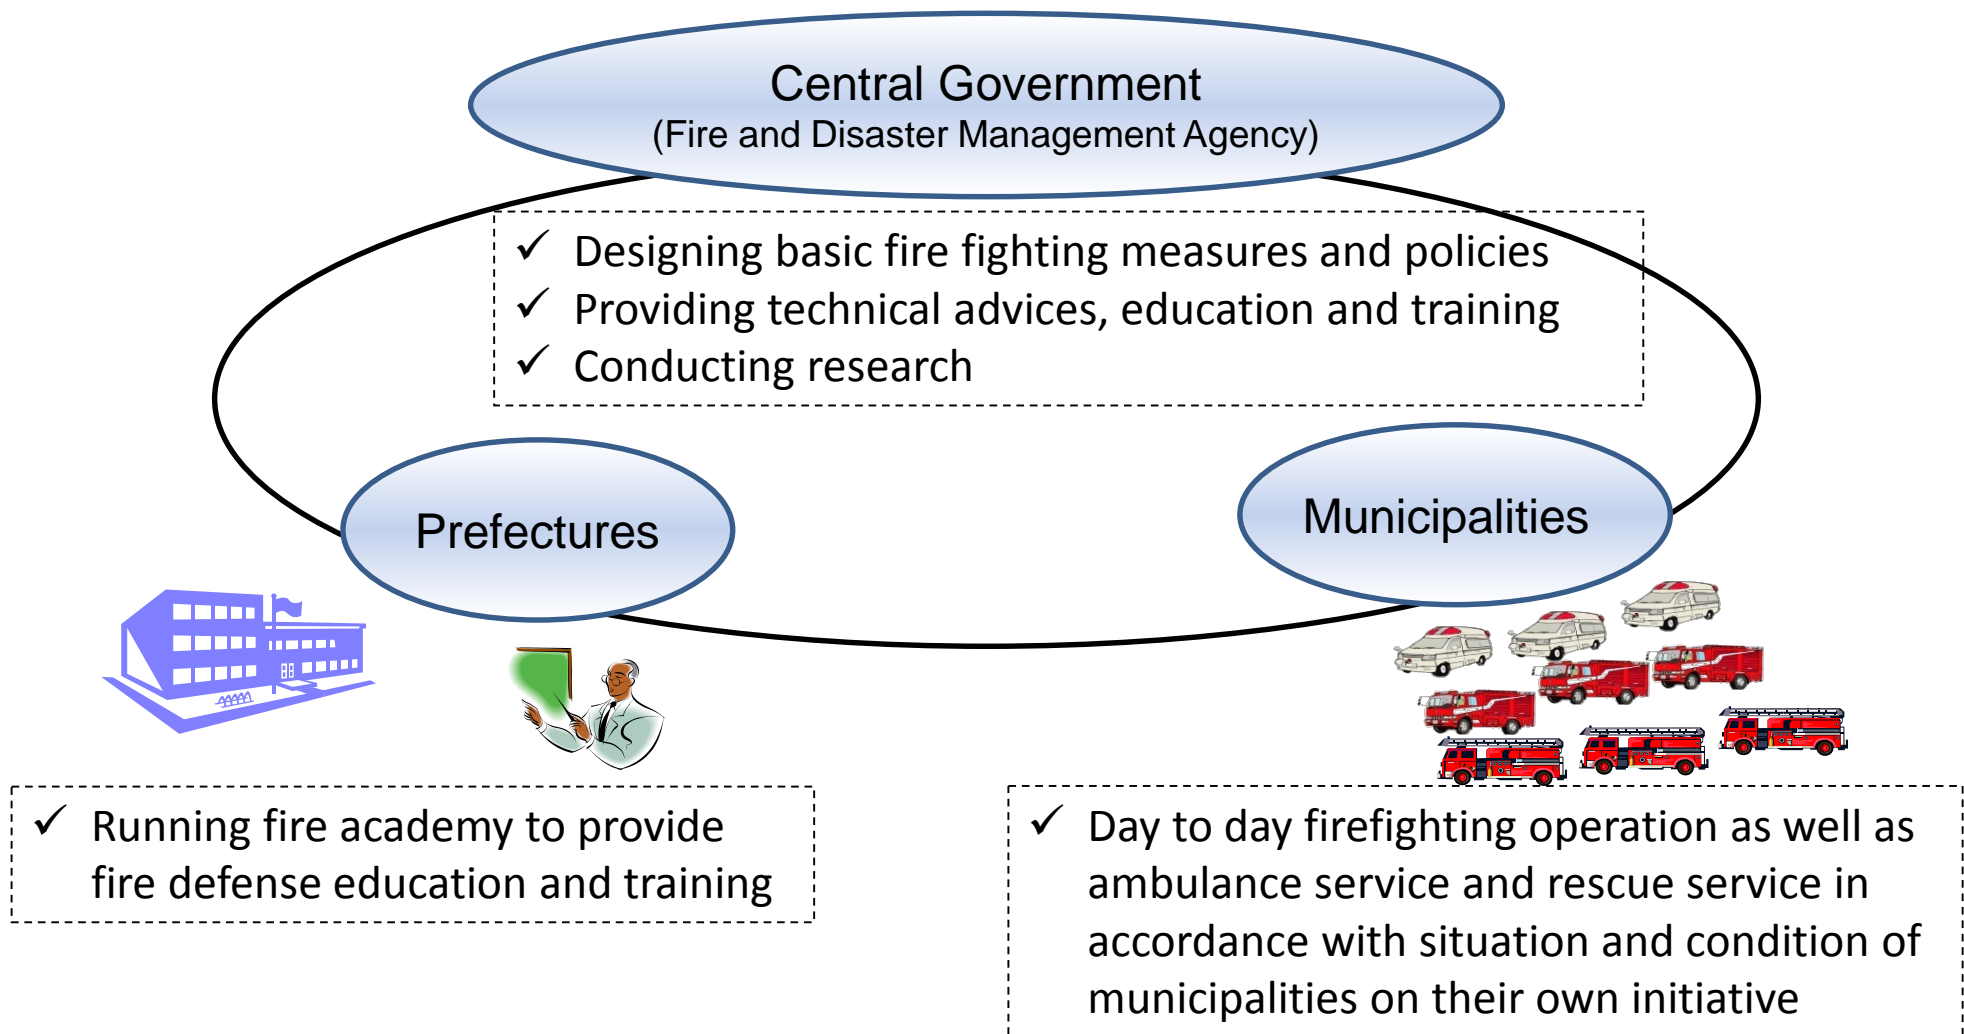 Central Government
(Fire and Disaster Management Agency)
✓ Designing basic fire fighting measures and policies
✓ Providing technical advices, education and training
✓ Conducting research
Prefectures
Municipalities
✓ Running fire academy to provide
fire defense education and training
✓ Day to day firefighting operation as well as
ambulance service and rescue service in
accordance with situation and condition of
municipalities on their own initiative